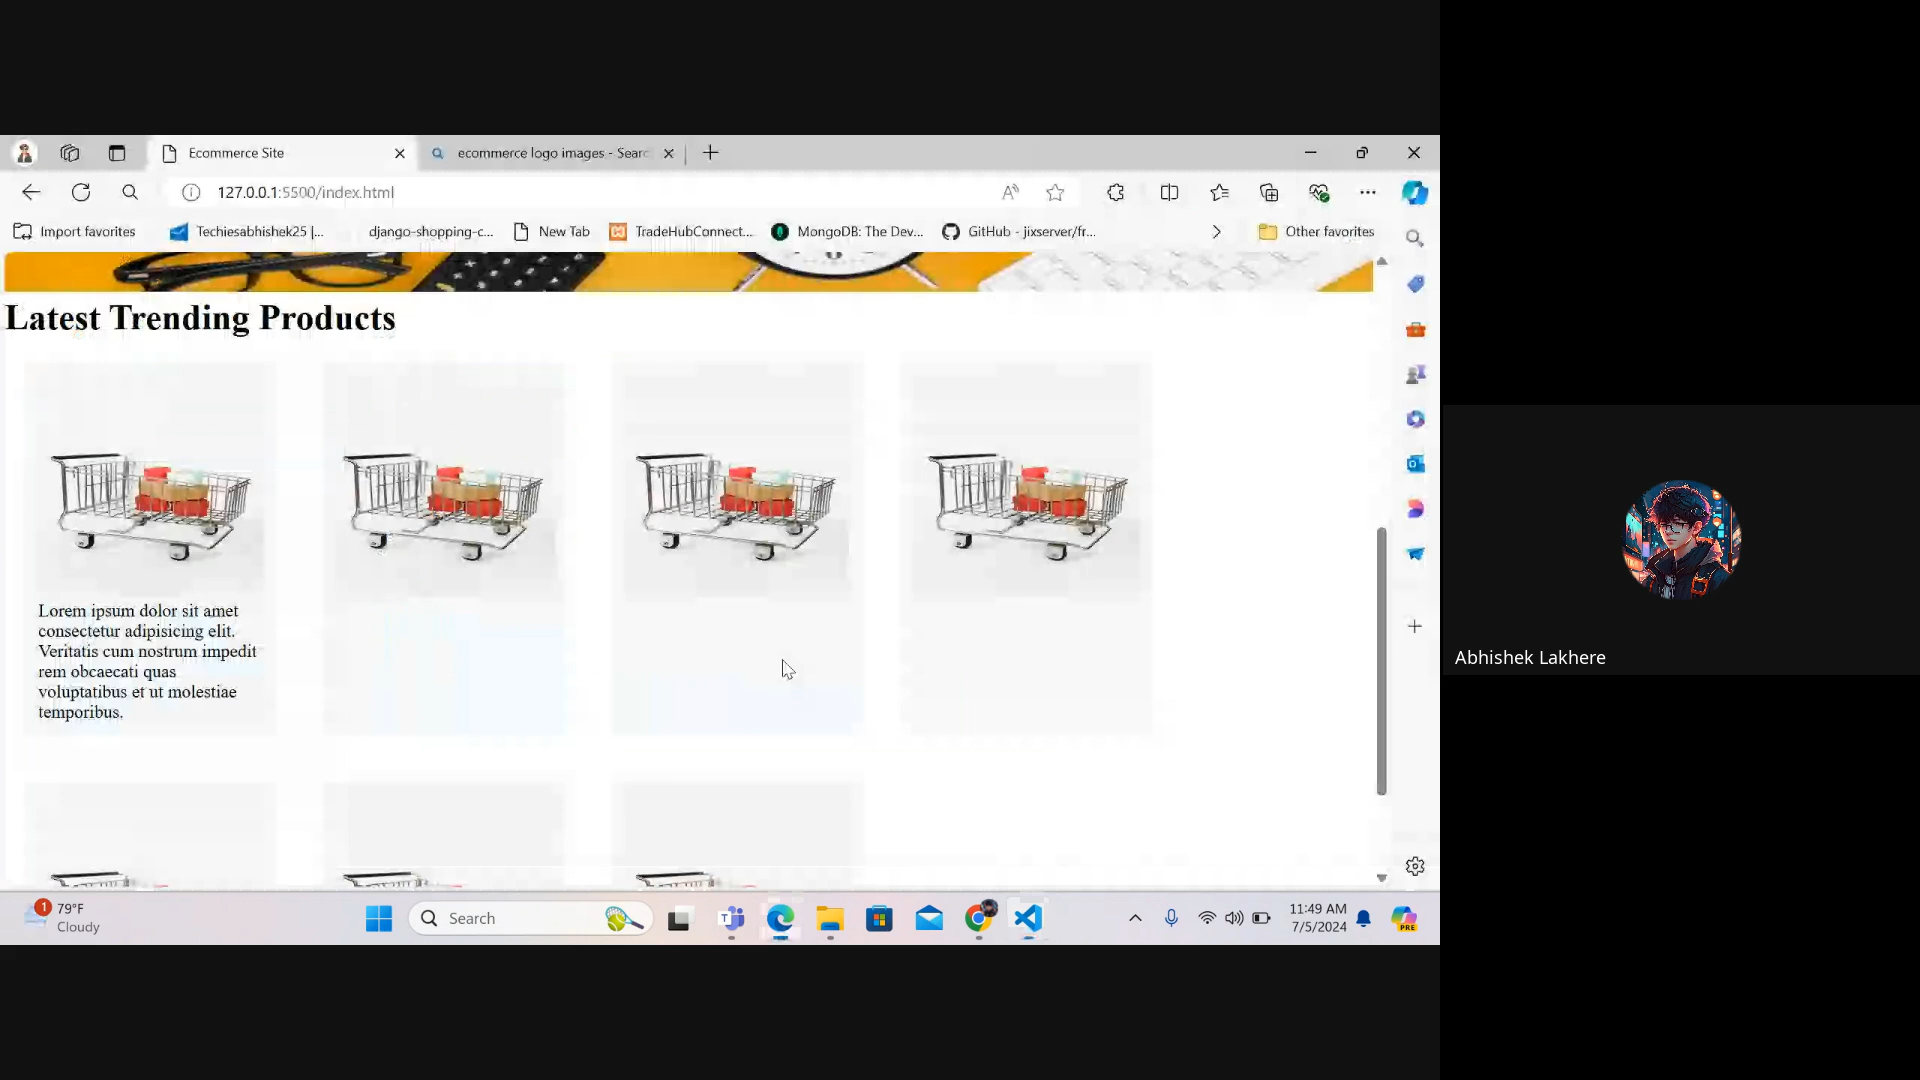 Ecommerce Site
ecommerce logo images - Searc
127.0.0.1:5500/index.html
Import favorites
Techiesabhishek25 |...
django-shopping-c...
New Tab
TradeHubConnect...
MongoDB: The Dev...
GitHub - jixserver/fr...
Other favorites
Latest Trending Products
Lorem ipsum dolor sit amet
consectetur adipisicing elit.
Veritatis cum nostrum impedit
rem obcaecati quas
voluptatibus et ut molestiae
temporibus.
Abhishek Lakhere
1
79°F
Cloudy
Search
11:49 AM
7/5/2024
PRE